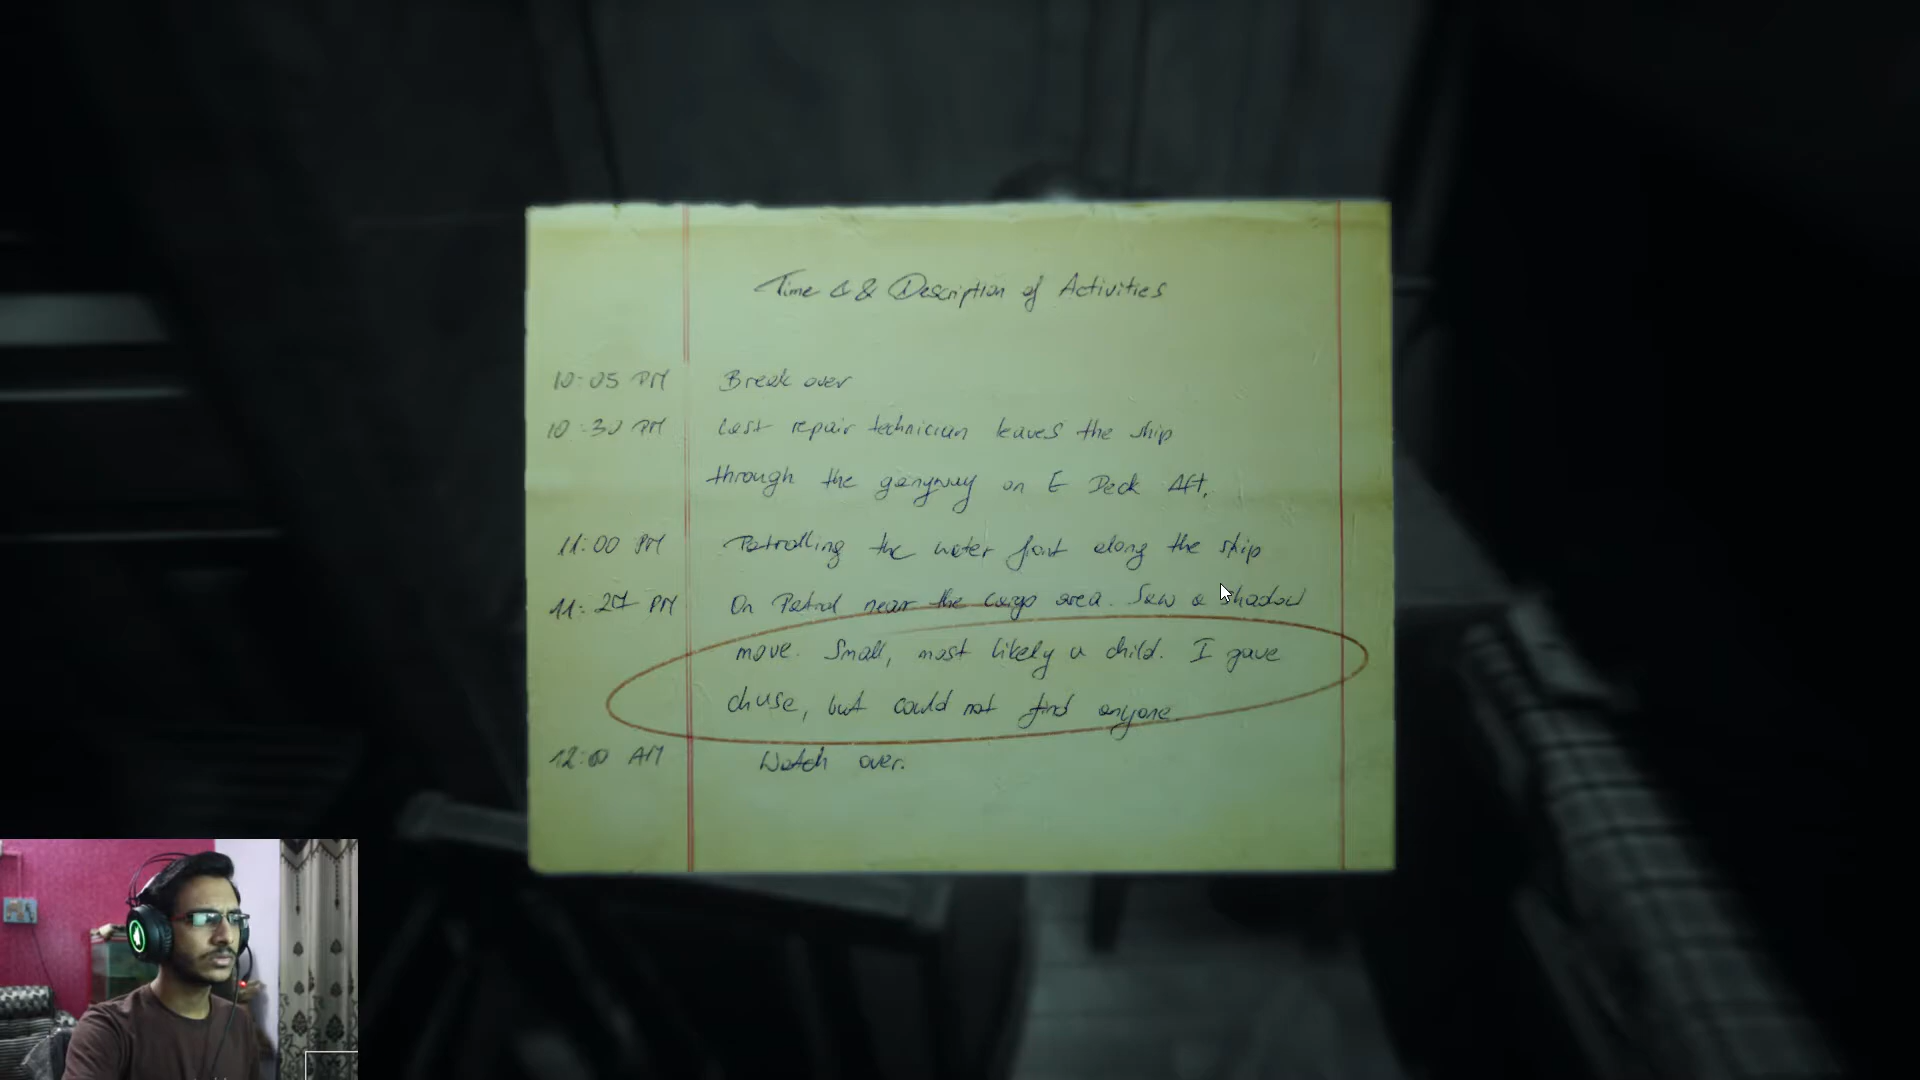 Time & Description of Activities
10:05 PM Break over
10:30 PM Last repair technician leaves the ship
through the gangway on E Deck Aft.
11:00 PM Patrolling the water font along the ship
11:27 PM On Patrol near the cargo area. Saw a shadow
move. Small, most likely a child. I gave
chase, but could not find anyone.
12:00 AM Watch over.